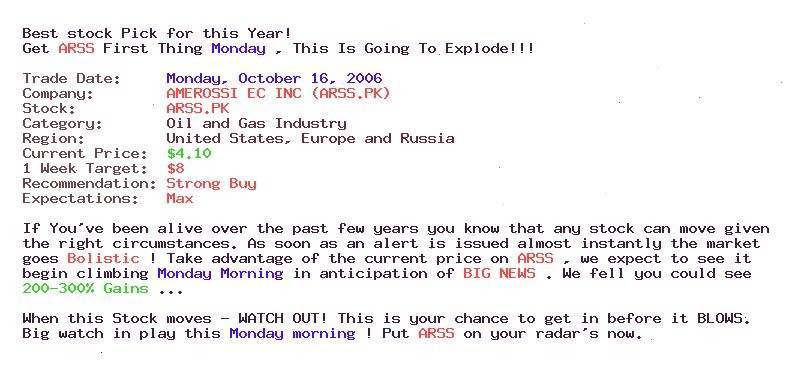 Best stock Pick for this Year!
Get ARSS First Thing Monday , This Is Going To Explode!!!
Trade Date: Monday, October 16, 2006
Company: AMEROSSI EC INC (ARSS.PK)
Stock: ARSS.PK
Category: Oil and Gas Industry
Region: United States, Europe and Russia
Current Price: $4.10
1 Week Target: $8
Recommendation: Strong Buy
Expectations: Max
If You've been alive over the past few years you know that any stock can move given
the right circumstances. As soon as an alert is issued almost instantly the market
goes Bolistic ! Take advantage of the current price on ARSS , we expect to see it
begin climbing Monday Morning in anticipation of BIG NEWS . We fell you could see
200-300% Gains ...
When this Stock moves - WATCH OUT! This is your chance to get in before it BLOWS.
Big watch in play this Monday morning ! Put ARSS on your radar's now.